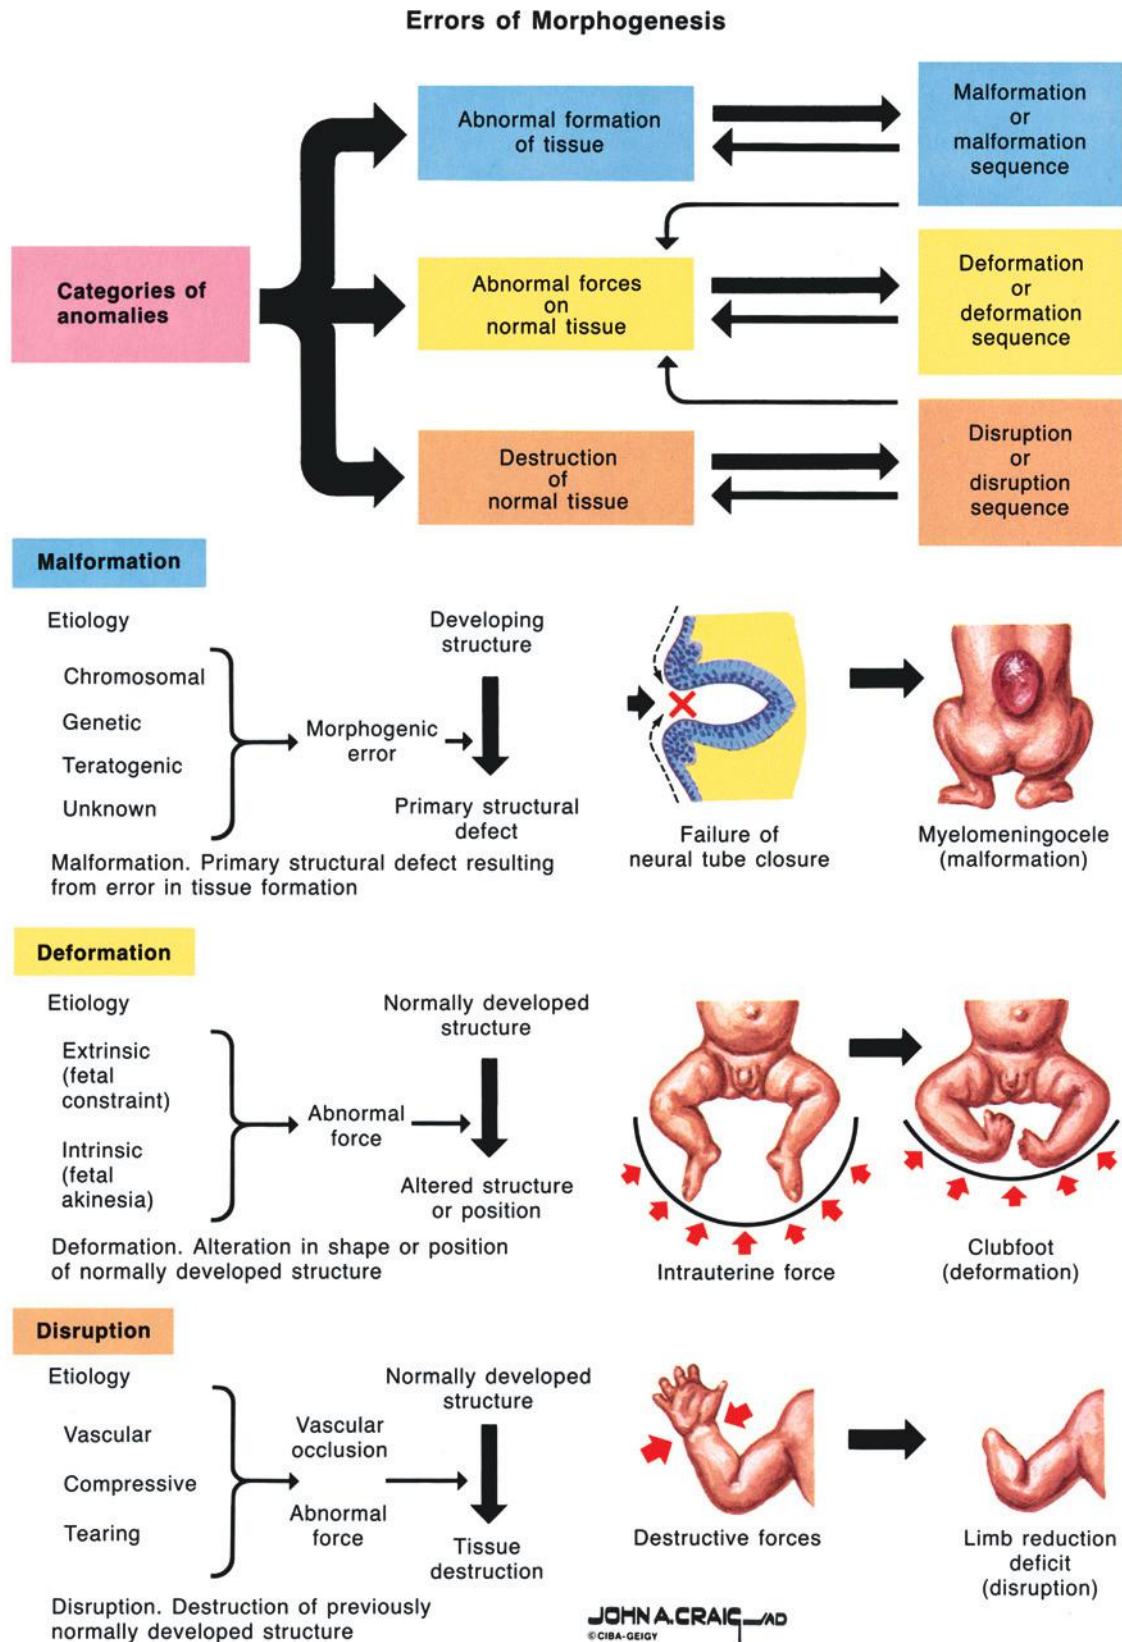 Errors of Morphogenesis
Categories of
anomalies
Abnormal formation
of tissue
Malformation
or
malformation
sequence
Abnormal forces
on
normal tissue
Deformation
or
deformation
sequence
Destruction
of
normal tissue
Disruption
or
disruption
sequence
Malformation
Etiology
Chromosomal
Genetic
Teratogenic
Unknown
Morphogenic
error
Developing
structure
Primary structural
defect
Malformation. Primary structural defect resulting
from error in tissue formation
Failure of
neural tube closure
Myelomeningocele
(malformation)
Deformation
Etiology
Extrinsic
(fetal
constraint)
Intrinsic
(fetal
akinesia)
Abnormal
force
Normally developed
structure
Altered structure
or position
Deformation. Alteration in shape or position
of normally developed structure
Intrauterine force
Clubfoot
(deformation)
Disruption
Etiology
Vascular
Compressive
Tearing
Vascular
occlusion
Abnormal
force
Normally developed
structure
Tissue
destruction
Disruption. Destruction of previously
normally developed structure
Destructive forces
Limb reduction
deficit
(disruption)
JOHN A. CRAIG AD
© CIBA-GEIGY